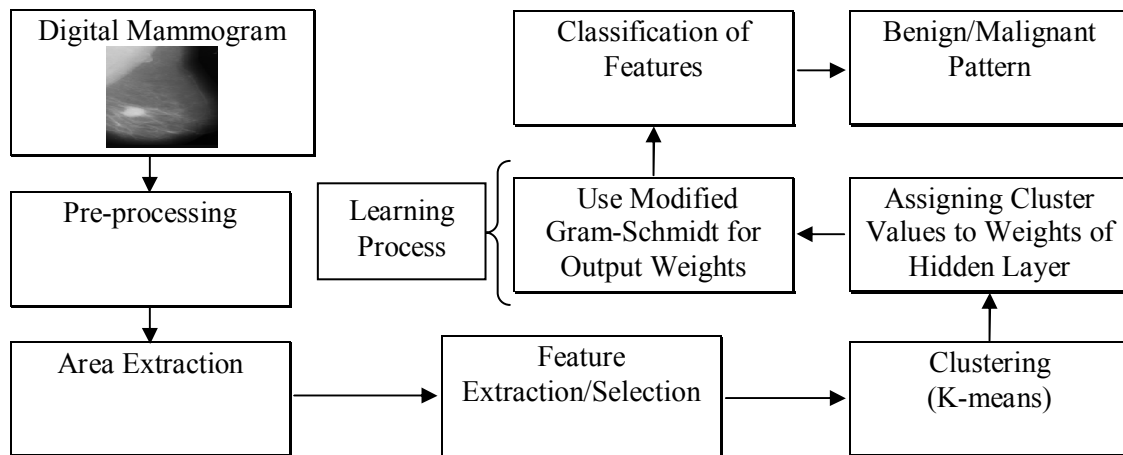 Digital Mammogram
Pre-processing
Area Extraction
Feature
Extraction/Selection
Clustering
(K-means)
Assigning Cluster
Values to Weights of
Hidden Layer
Use Modified
Gram-Schmidt for
Output Weights
Learning
Process
Classification of
Features
Benign/Malignant
Pattern